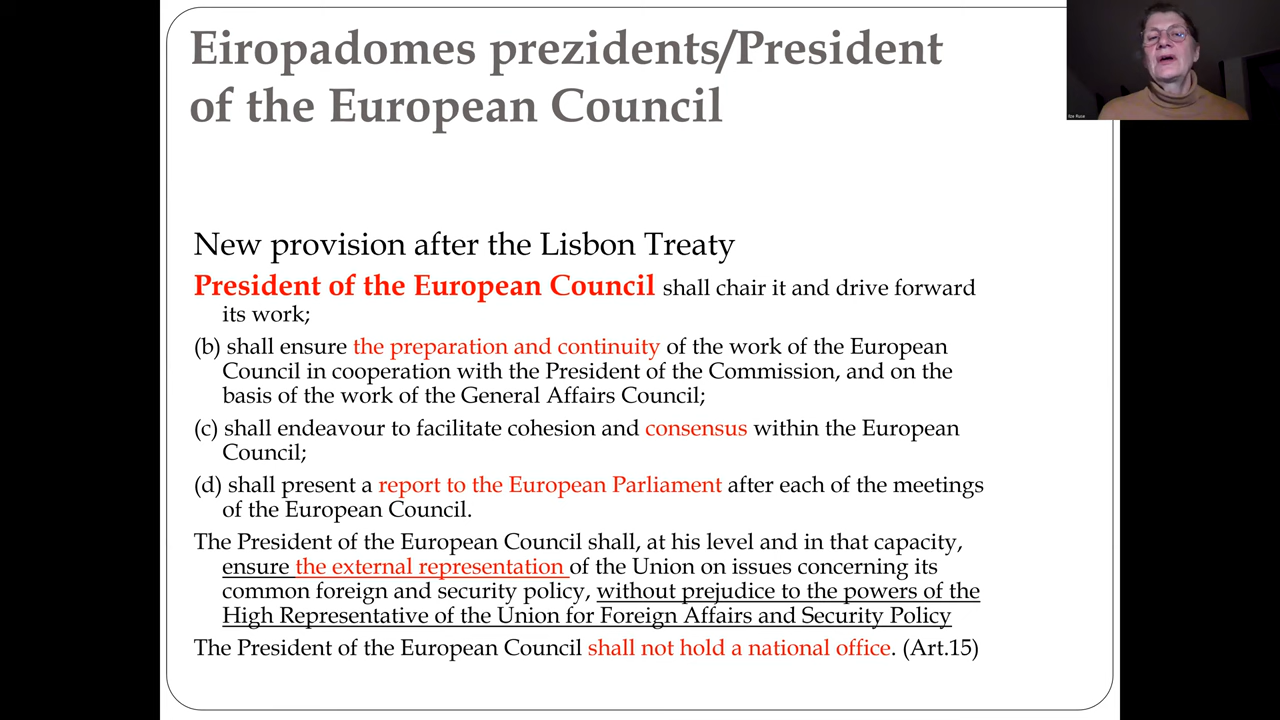 Eiropadomes prezidents/President
of the European Council
New provision after the Lisbon Treaty
President of the European Council shall chair it and drive forward
its work;
(b) shall ensure the preparation and continuity of the work of the European
Council in cooperation with the President of the Commission, and on the
basis of the work of the General Affairs Council;
(c) shall endeavour to facilitate cohesion and consensus within the European
Council;
(d) shall present a report to the European Parliament after each of the meetings
of the European Council.
The President of the European Council shall, at his level and in that capacity,
ensure the external representation of the Union on issues concerning its
common foreign and security policy, without prejudice to the powers of the
High Representative of the Union for Foreign Affairs and Security Policy
The President of the European Council shall not hold a national office. (Art.15)